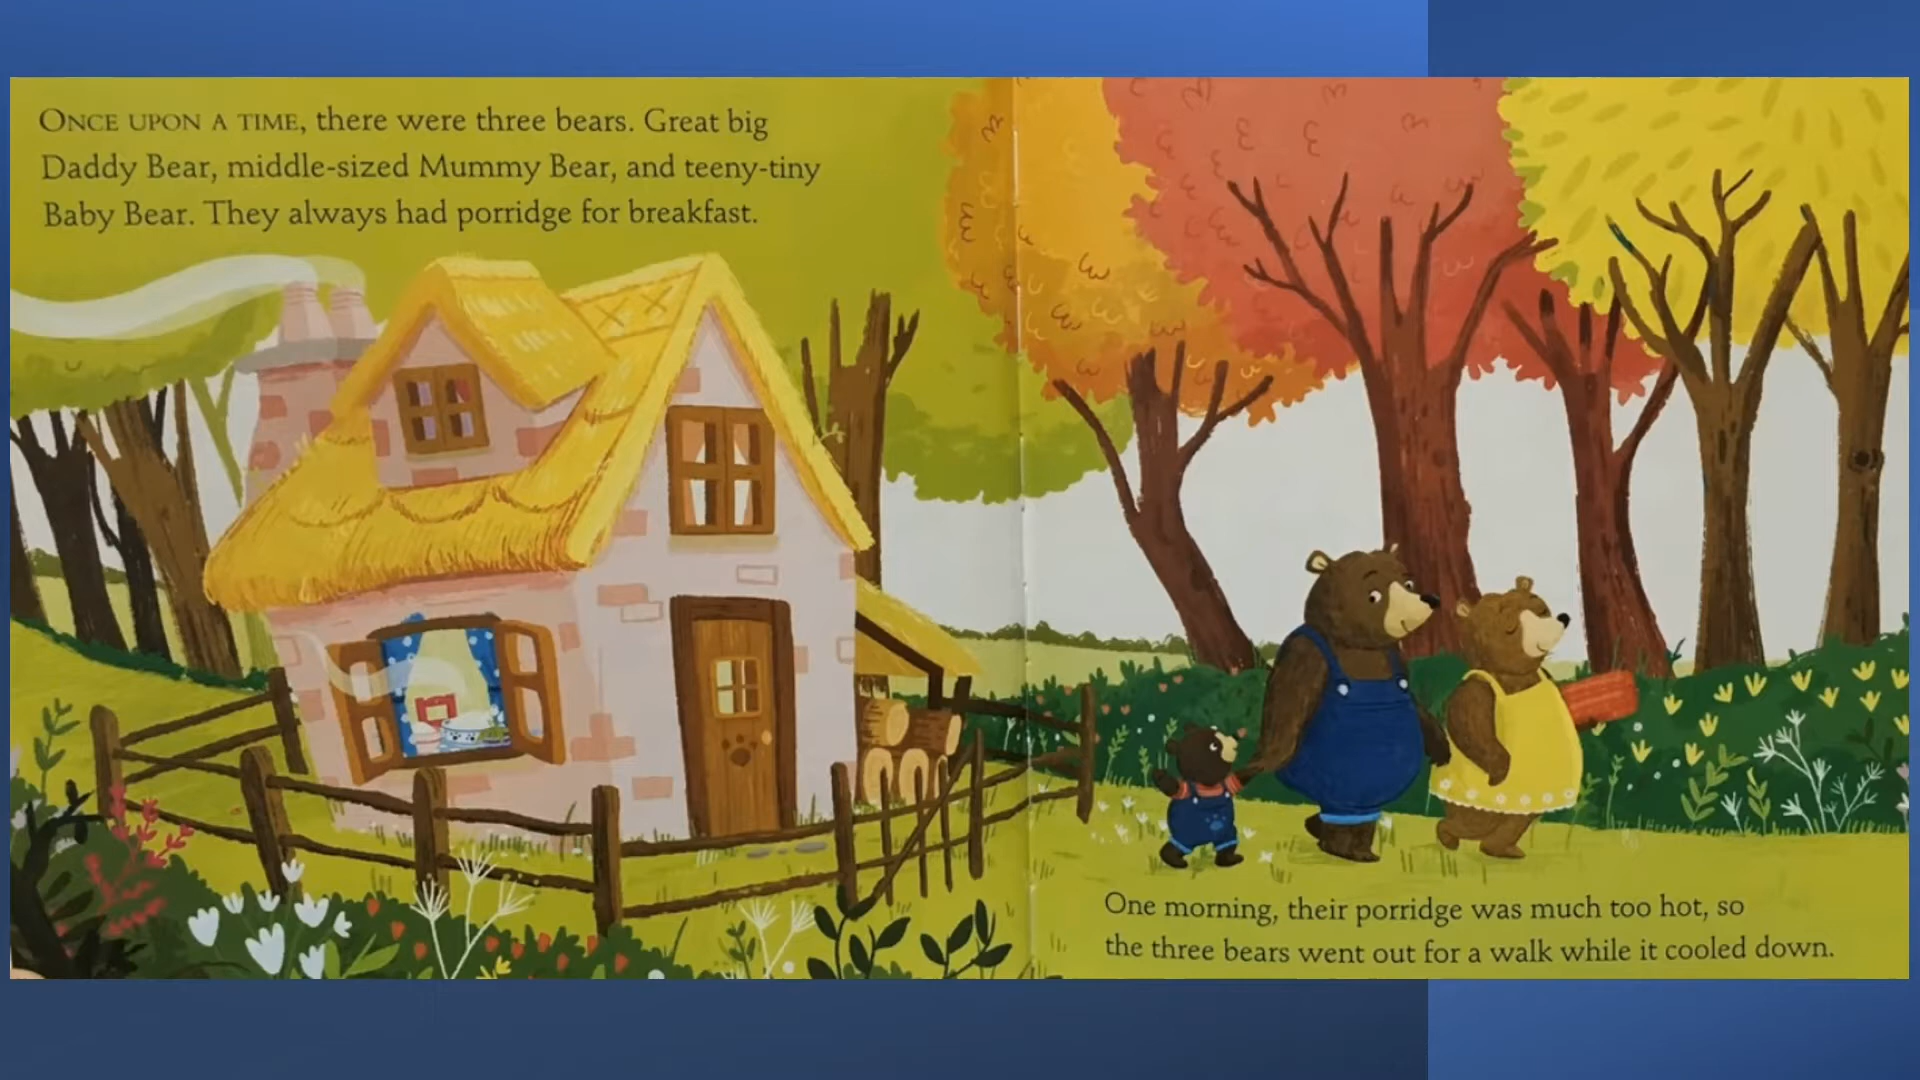 ONCE UPON A TIME, there were three bears. Great big
Daddy Bear, middle-sized Mummy Bear, and teeny-tiny
Baby Bear. They always had porridge for breakfast.
One morning, their porridge was much too hot, so
the three bears went out for a walk while it cooled down.